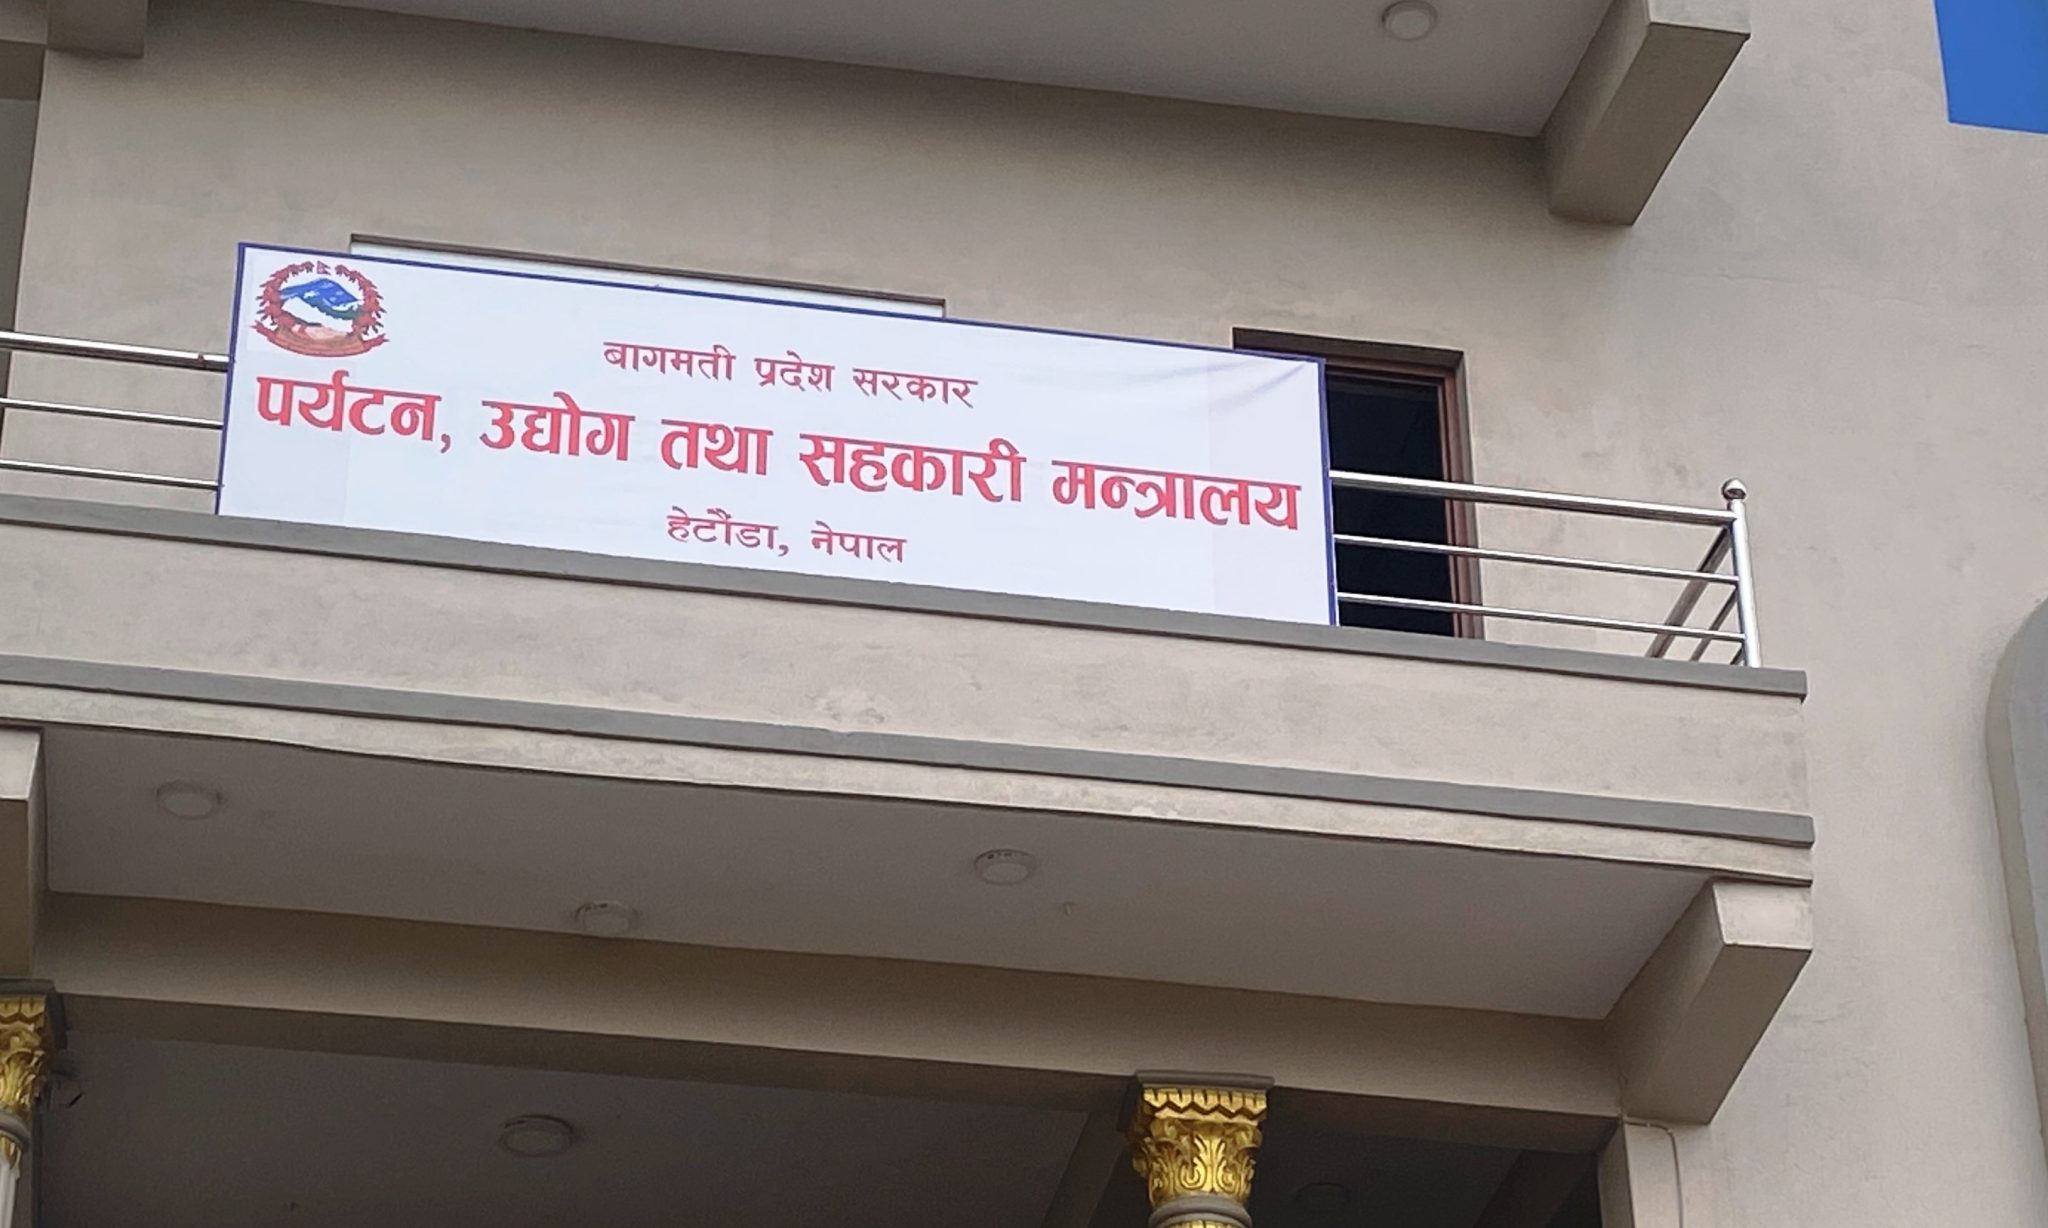 बागमती प्रदेश सरकार
पर्यटन, उद्योग तथा सहकारी मन्त्रालय
हेटौंडा, नेपाल